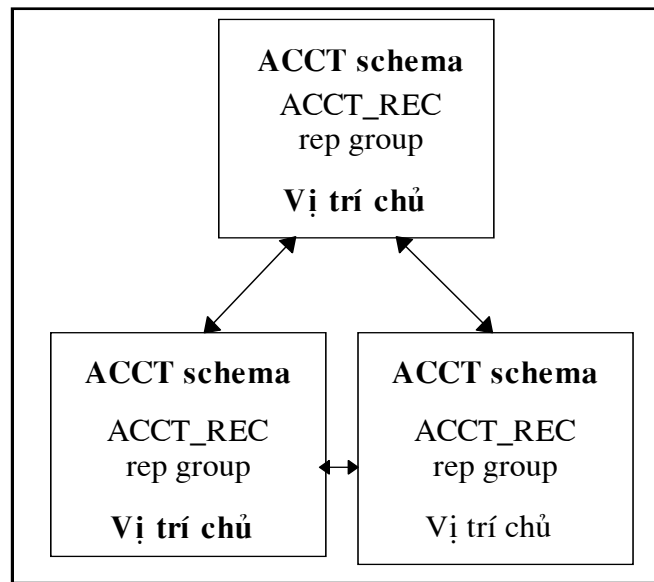 ACCT schema
ACCT_REC
rep group
Vị trí chủ
ACCT schema
ACCT_REC
rep group
Vị trí chủ
ACCT schema
ACCT_REC
rep group
Vị trí chủ